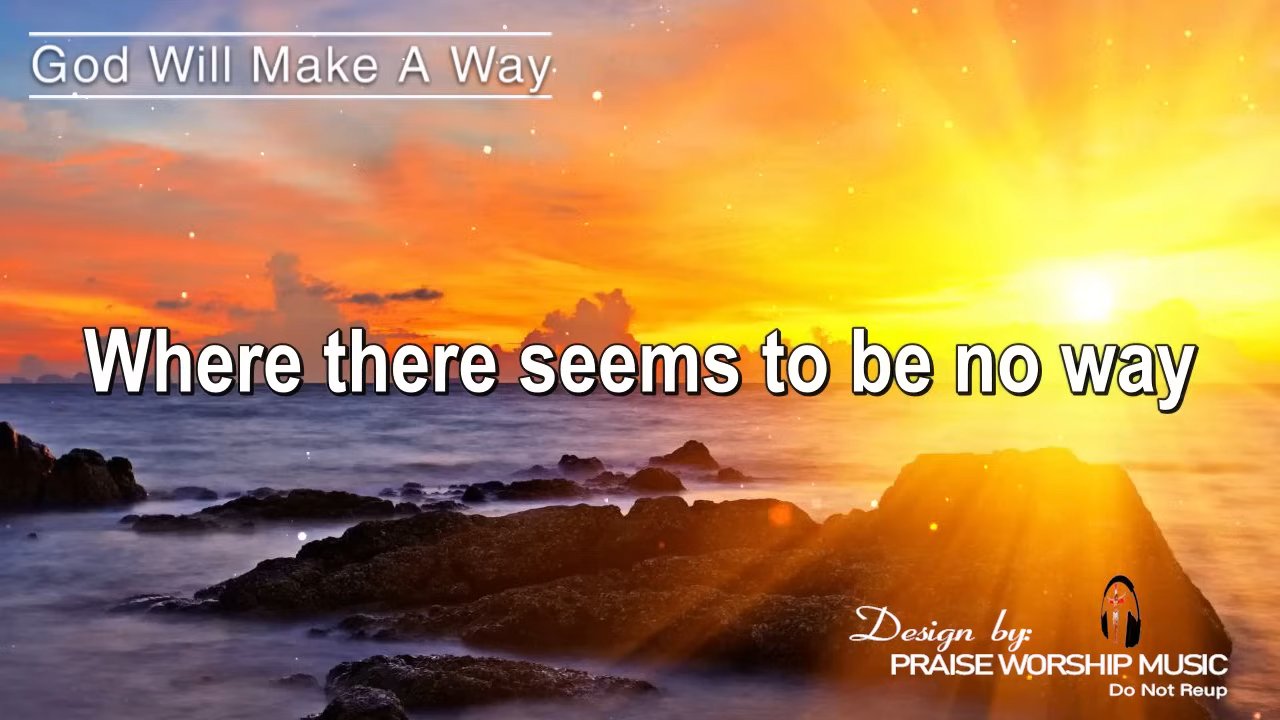 God Will Make A Way
Where there seems to be no way
Design by:
PRAISE WORSHIP MUSIC
Do Not Reup